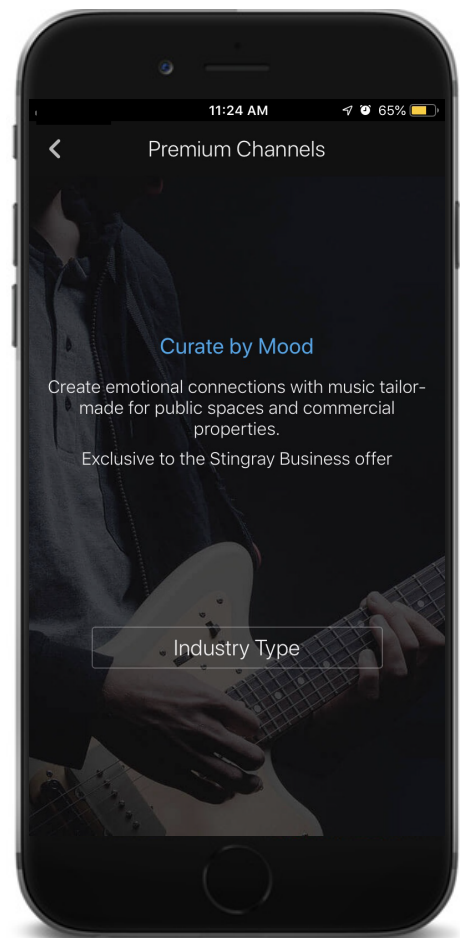 11:24 AM 65%
Premium Channels
Curate by Mood
Create emotional connections with music tailor-
made for public spaces and commercial
properties.
Exclusive to the Stingray Business offer
Industry Type